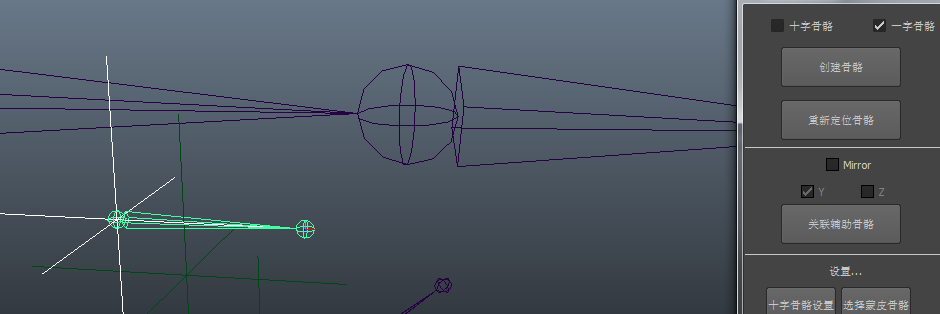 十字骨骼 一字骨骼
创建骨骼
重新定位骨骼
Mirror
Y Z
关联辅助骨骼
设置...
十字骨骼设置 选择蒙皮骨骼